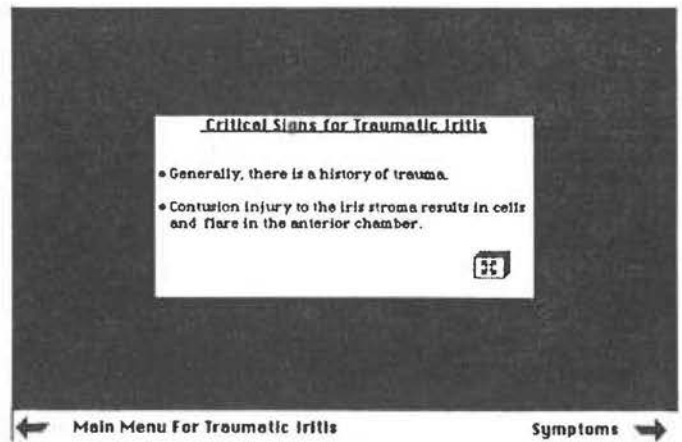 Critical Signs for Traumatic Iritis
• Generally, there is a history of trauma.
• Contusion injury to the iris stroma results in cells
and flare in the anterior chamber.
Main Menu For Traumatic Iritis
Symptoms